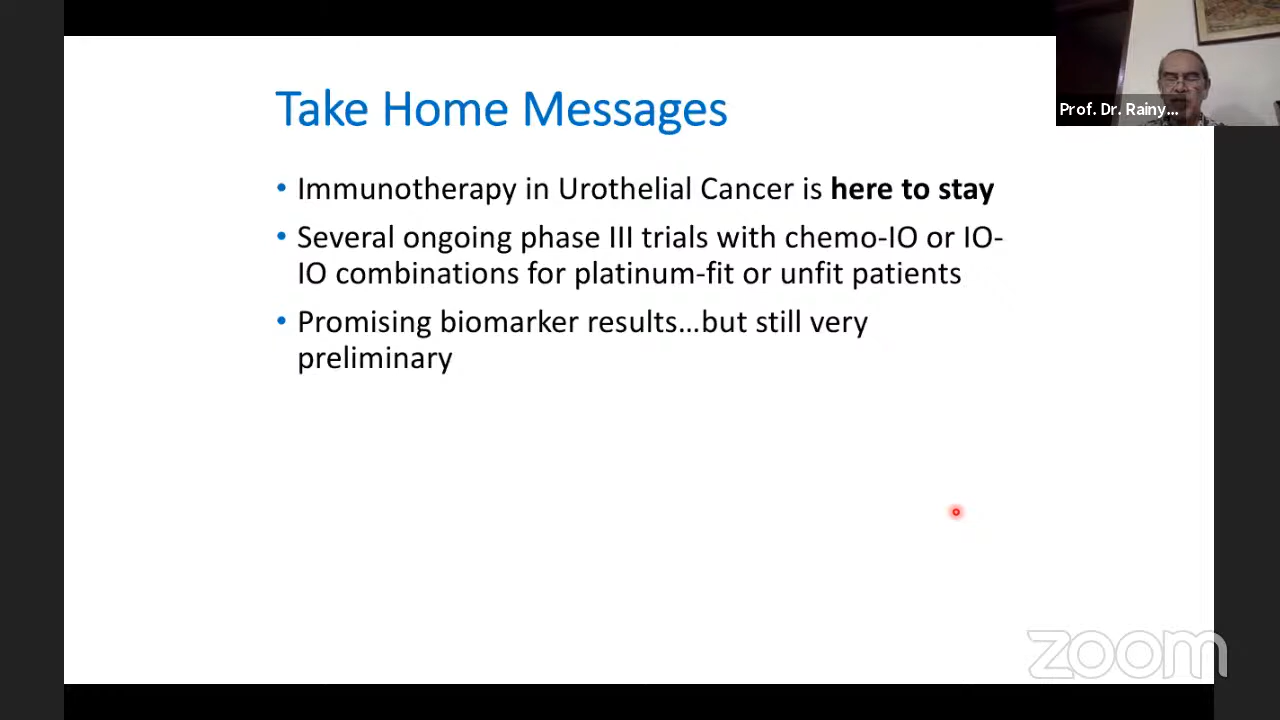 Prof. Dr. Rainy...
Take Home Messages
• Immunotherapy in Urothelial Cancer is here to stay
• Several ongoing phase III trials with chemo-IO or IO-
IO combinations for platinum-fit or unfit patients
• Promising biomarker results...but still very
preliminary
zoom